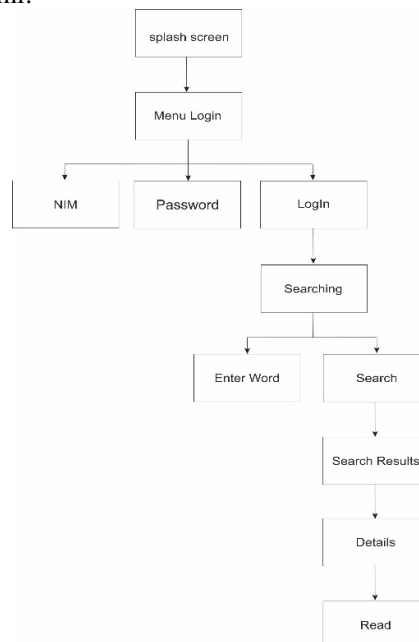 splash screen
Menu Login
NIM
Password
LogIn
Searching
Enter Word
Search
Search Results
Details
Read